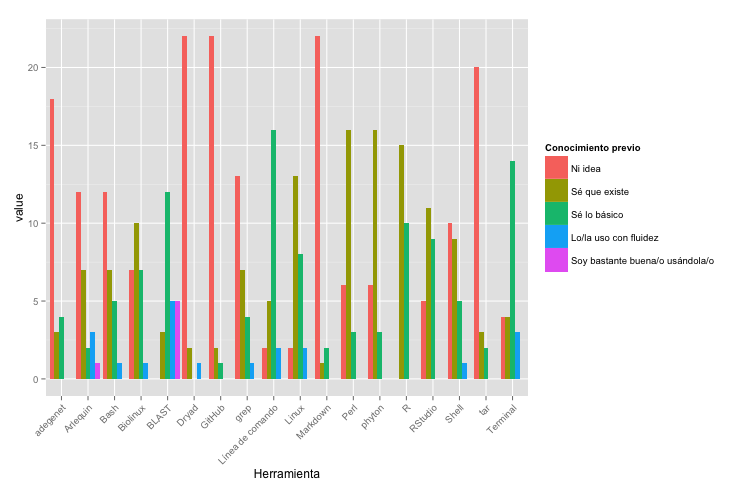 20
15
10
5
0
value
adegenet
Arlequin
Bash
Biolinux
BLAST
Dryad
GitHub
grep
Línea de comando
Linux
Markdown
Perl
phyton
R
RStudio
Shell
tar
Terminal
Herramienta
Conocimiento previo
Ni idea
Sé que existe
Sé lo básico
Lo/la uso con fluidez
Soy bastante buena/o usándola/o